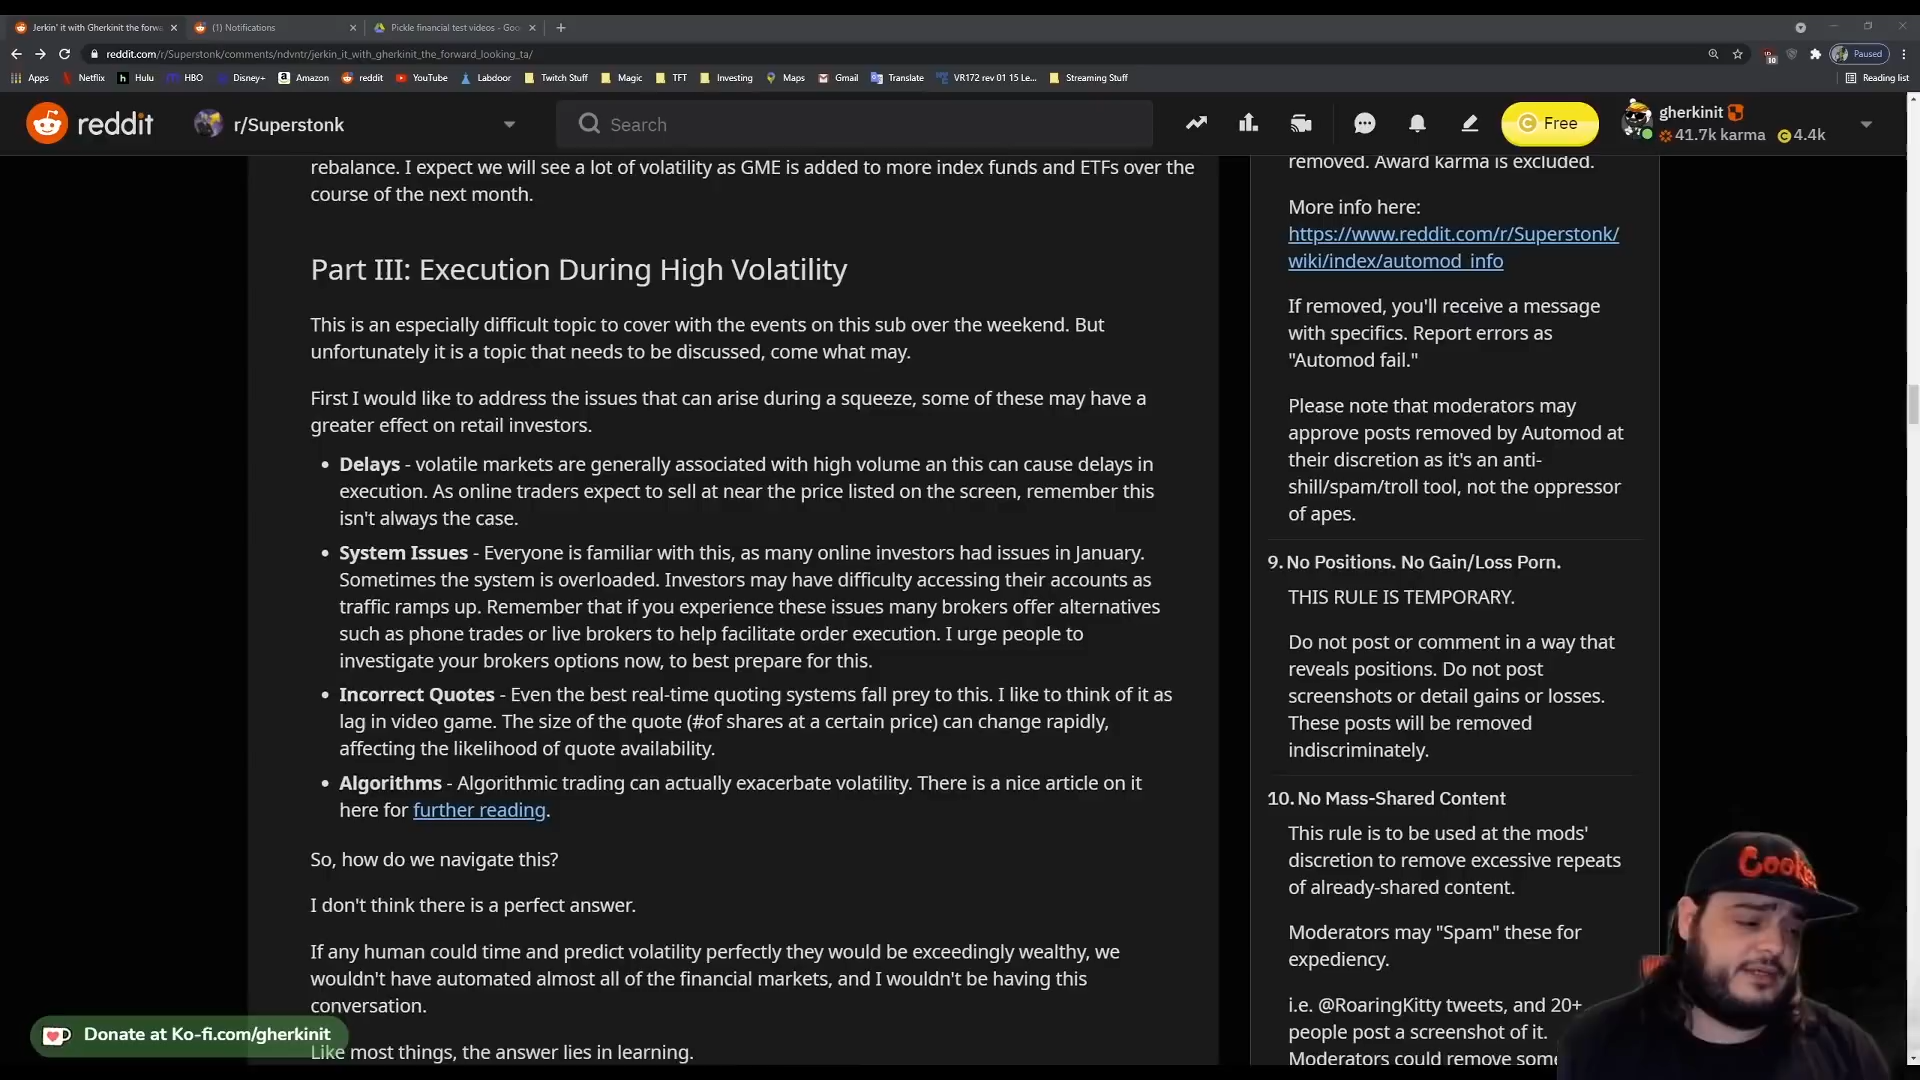 Jerkin' it with Gherkinit the forwa
(1) Notifications
Pickle financial test videos - Goo
reddit.com/r/Superstonk/comments/ndvntr/jerkin_it_with_gherkinit_the_forward_looking_ta/
10
Paused
Apps
Netflix
Hulu
HBO
Disney+
Amazon
reddit
YouTube
Labdoor
Twitch Stuff
Magic
TFT
Investing
Maps
Gmail
Translate
VR172 rev 01 15 Le...
Streaming Stuff
Reading list
reddit
r/Superstonk
Search
Free
gherkinit
41.7k karma
4.4k
rebalance. I expect we will see a lot of volatility as GME is added to more index funds and ETFs over the
course of the next month.
Part III: Execution During High Volatility
This is an especially difficult topic to cover with the events on this sub over the weekend. But
unfortunately it is a topic that needs to be discussed, come what may.
First I would like to address the issues that can arise during a squeeze, some of these may have a
greater effect on retail investors.
• Delays - volatile markets are generally associated with high volume an this can cause delays in
execution. As online traders expect to sell at near the price listed on the screen, remember this
isn't always the case.
• System Issues - Everyone is familiar with this, as many online investors had issues in January.
Sometimes the system is overloaded. Investors may have difficulty accessing their accounts as
traffic ramps up. Remember that if you experience these issues many brokers offer alternatives
such as phone trades or live brokers to help facilitate order execution. I urge people to
investigate your brokers options now, to best prepare for this.
• Incorrect Quotes - Even the best real-time quoting systems fall prey to this. I like to think of it as
lag in video game. The size of the quote (#of shares at a certain price) can change rapidly,
affecting the likelihood of quote availability.
• Algorithms - Algorithmic trading can actually exacerbate volatility. There is a nice article on it
here for further reading.
So, how do we navigate this?
I don't think there is a perfect answer.
If any human could time and predict volatility perfectly they would be exceedingly wealthy, we
wouldn't have automated almost all of the financial markets, and I wouldn't be having this
conversation.
Like most things, the answer lies in learning.
Donate at Ko-fi.com/gherkinit
removed. Award karma is excluded.
More info here:
https://www.reddit.com/r/Superstonk/
wiki/index/automod_info
If removed, you'll receive a message
with specifics. Report errors as
"Automod fail."
Please note that moderators may
approve posts removed by Automod at
their discretion as it's an anti-
shill/spam/troll tool, not the oppressor
of apes.
9. No Positions. No Gain/Loss Porn.
THIS RULE IS TEMPORARY.
Do not post or comment in a way that
reveals positions. Do not post
screenshots or detail gains or losses.
These posts will be removed
indiscriminately.
10. No Mass-Shared Content
This rule is to be used at the mods'
discretion to remove excessive repeats
of already-shared content.
Moderators may "Spam" these for
expediency.
i.e. @RoaringKitty tweets, and 20+
people post a screenshot of it.
Moderators could remove some